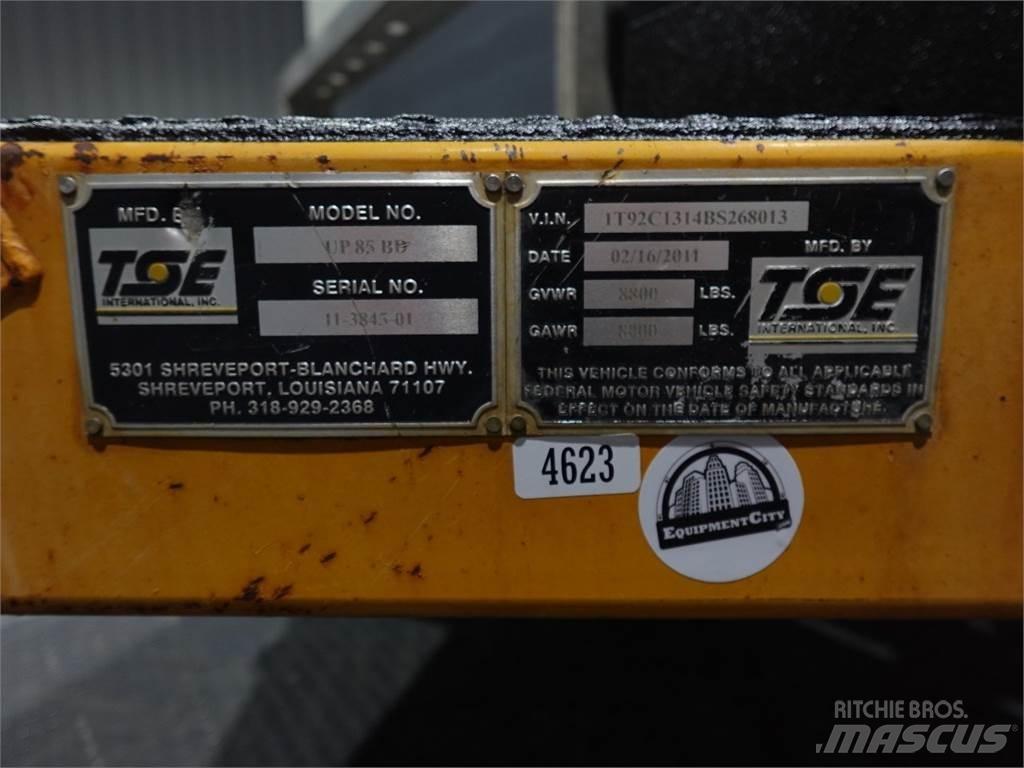 MFD. BY
TSE
INTERNATIONAL, INC.
MODEL NO.
UP 85 BD
SERIAL NO.
11-3845-01
5301 SHREVEPORT-BLANCHARD HWY.
SHREVEPORT, LOUISIANA 71107
PH. 318-929-2368
V.I.N. 1T92C1314BS268013
DATE 02/16/2011
GVWR 8800 LBS.
GAWR 8800 LBS.
MFD. BY
TSE
INTERNATIONAL, INC.
THIS VEHICLE CONFORMS TO ALL APPLICABLE
FEDERAL MOTOR VEHICLE SAFETY STANDARDS IN
EFFECT ON THE DATE OF MANUFACTURE.
4623
EQUIPMENTCITY
RITCHIE BROS.
MASCUS